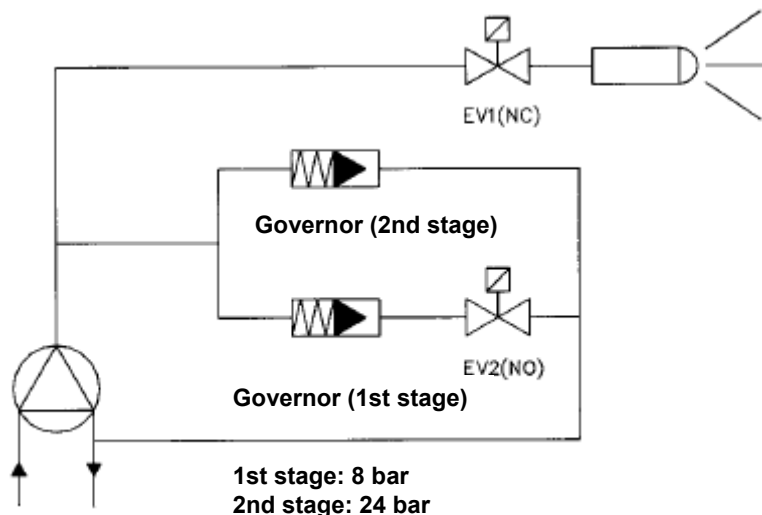 EV1(NC)
Governor (2nd stage)
EV2(NO)
Governor (1st stage)
1st stage: 8 bar
2nd stage: 24 bar